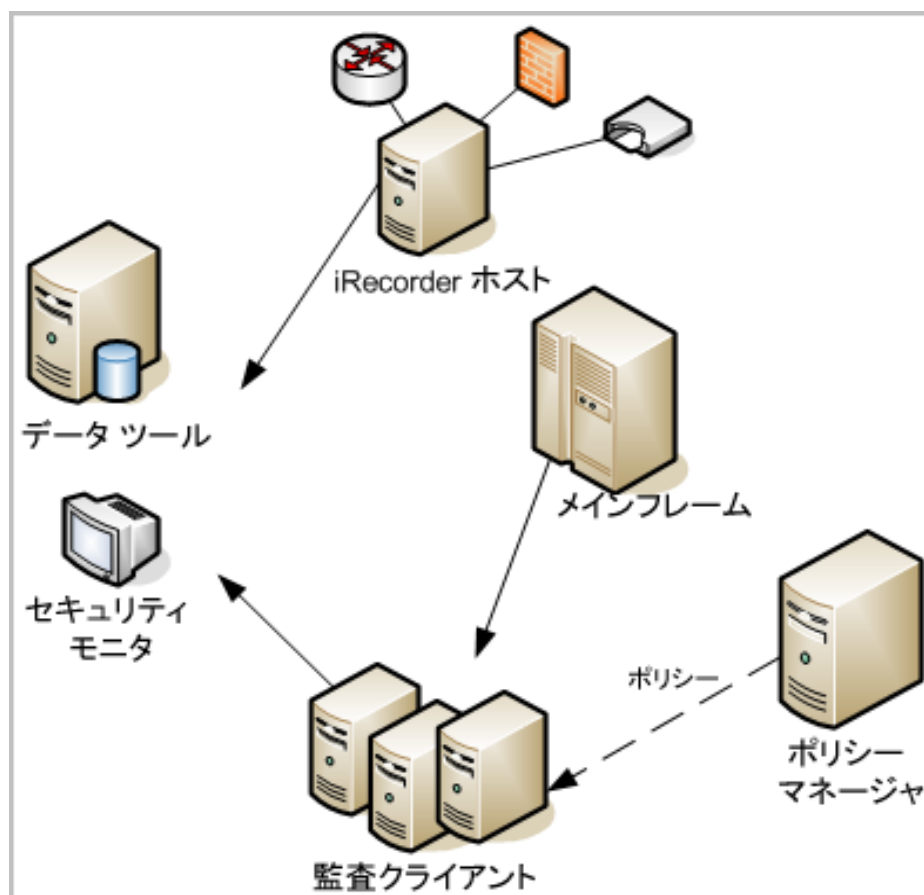 iRecorder ホスト
データ ツール
メインフレーム
セキュリティ
モニタ
ポリシー
ポリシー
マネージャ
監査クライアント